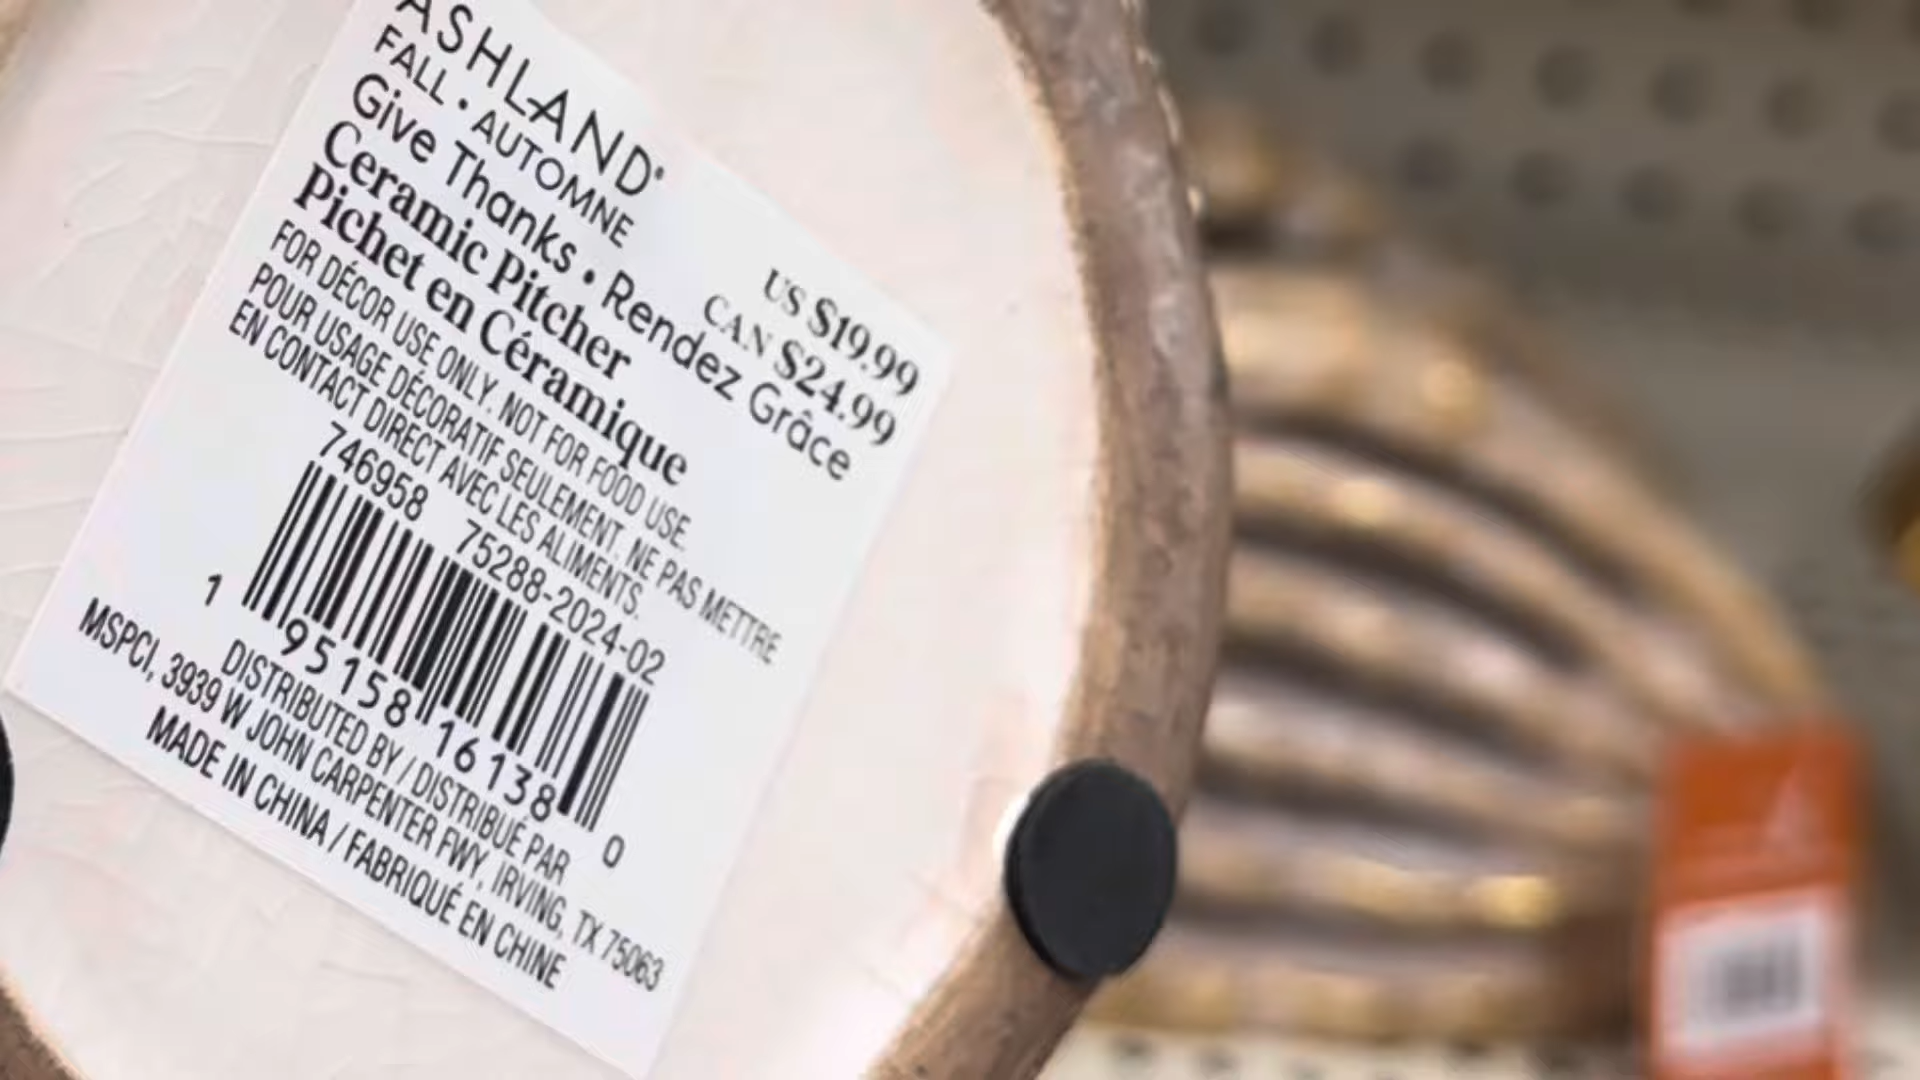 ASHLAND®
FALL • AUTOMNE
Give Thanks • Rendez Grâce
Ceramic Pitcher
Pichet en Céramique
US $19.99
CAN $24.99
FOR DÉCOR USE ONLY. NOT FOR FOOD USE.
POUR USAGE DÉCORATIF SEULEMENT. NE PAS METTRE
EN CONTACT DIRECT AVEC LES ALIMENTS.
746958 75288-2024-02
1 95158 16138 0
DISTRIBUTED BY / DISTRIBUÉ PAR
MSPCI, 3939 W JOHN CARPENTER FWY, IRVING, TX 75063
MADE IN CHINA / FABRIQUÉ EN CHINE